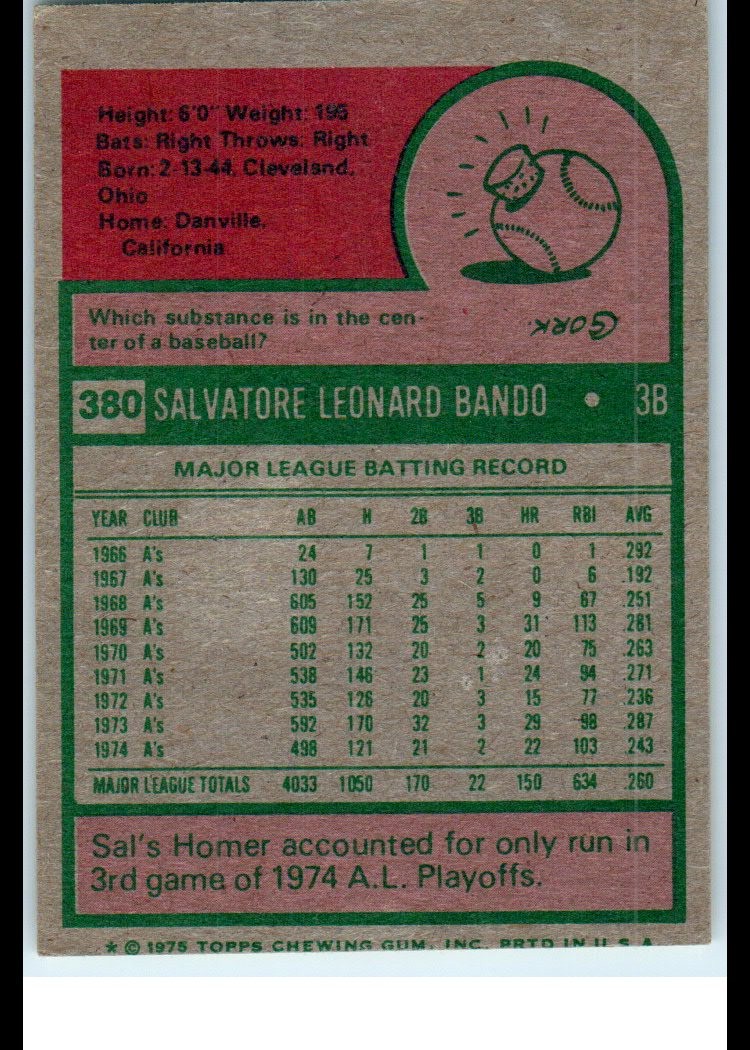 Height: 6'0" Weight: 195
Bats: Right Throws: Right
Born: 2-13-44, Cleveland,
Ohio
Home: Danville,
California
Which substance is in the cen-
ter of a baseball?
CORK.
380 SALVATORE LEONARD BANDO • 3B
MAJOR LEAGUE BATTING RECORD
YEAR CLUB AB H 2B 3B HR RBI AVG
1966 A's 24 7 1 1 0 1 .292
1967 A's 130 25 3 2 0 6 .192
1968 A's 605 152 25 5 9 67 .251
1969 A's 609 171 25 3 31 113 .281
1970 A's 502 132 20 2 20 75 .263
1971 A's 538 146 23 1 24 94 .271
1972 A's 535 126 20 3 15 77 .236
1973 A's 592 170 32 3 29 98 .287
1974 A's 498 121 21 2 22 103 .243
MAJOR LEAGUE TOTALS 4033 1050 170 22 150 634 .260
Sal's Homer accounted for only run in
3rd game of 1974 A.L. Playoffs.
* © 1975 TOPPS CHEWING GUM, INC. PRTD IN U.S.A.